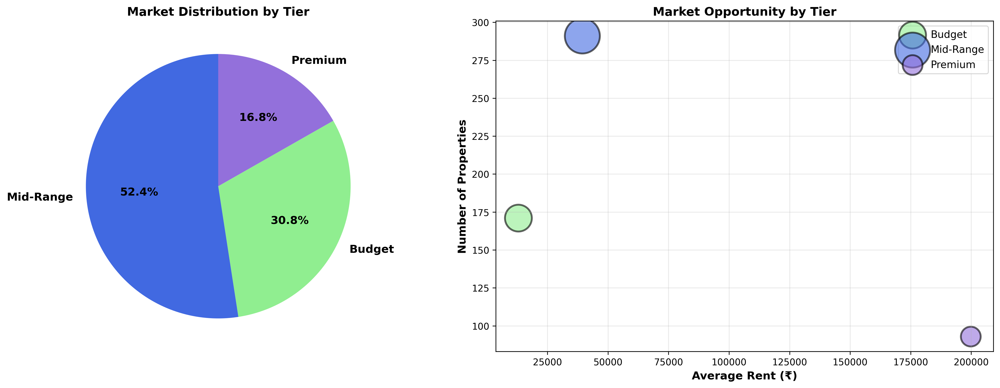 Market Distribution by Tier
Premium
16.8%
52.4%
Mid-Range
30.8%
Budget
Market Opportunity by Tier
300
275
250
225
200
175
150
125
100
Number of Properties
Budget
Mid-Range
Premium
25000 50000 75000 100000 125000 150000 175000 200000
Average Rent (₹)